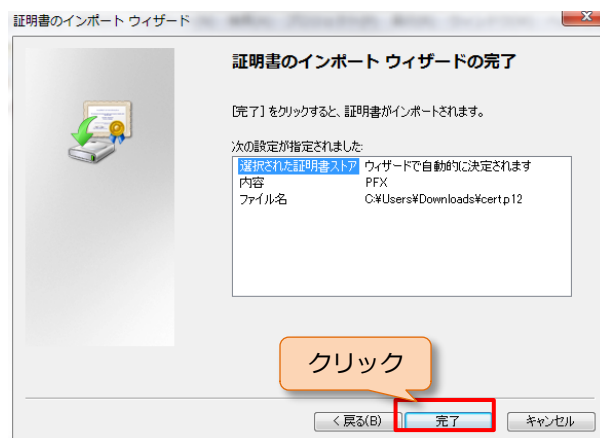 証明書のインポート ウィザード
証明書のインポート ウィザードの完了
[完了] をクリックすると、証明書がインポートされます。
次の設定が指定されました:
選択された証明書ストア ウィザードで自動的に決定されます
内容 PFX
ファイル名 C:¥Users¥Downloads¥cert.p12
クリック
< 戻る(B) 完了 キャンセル